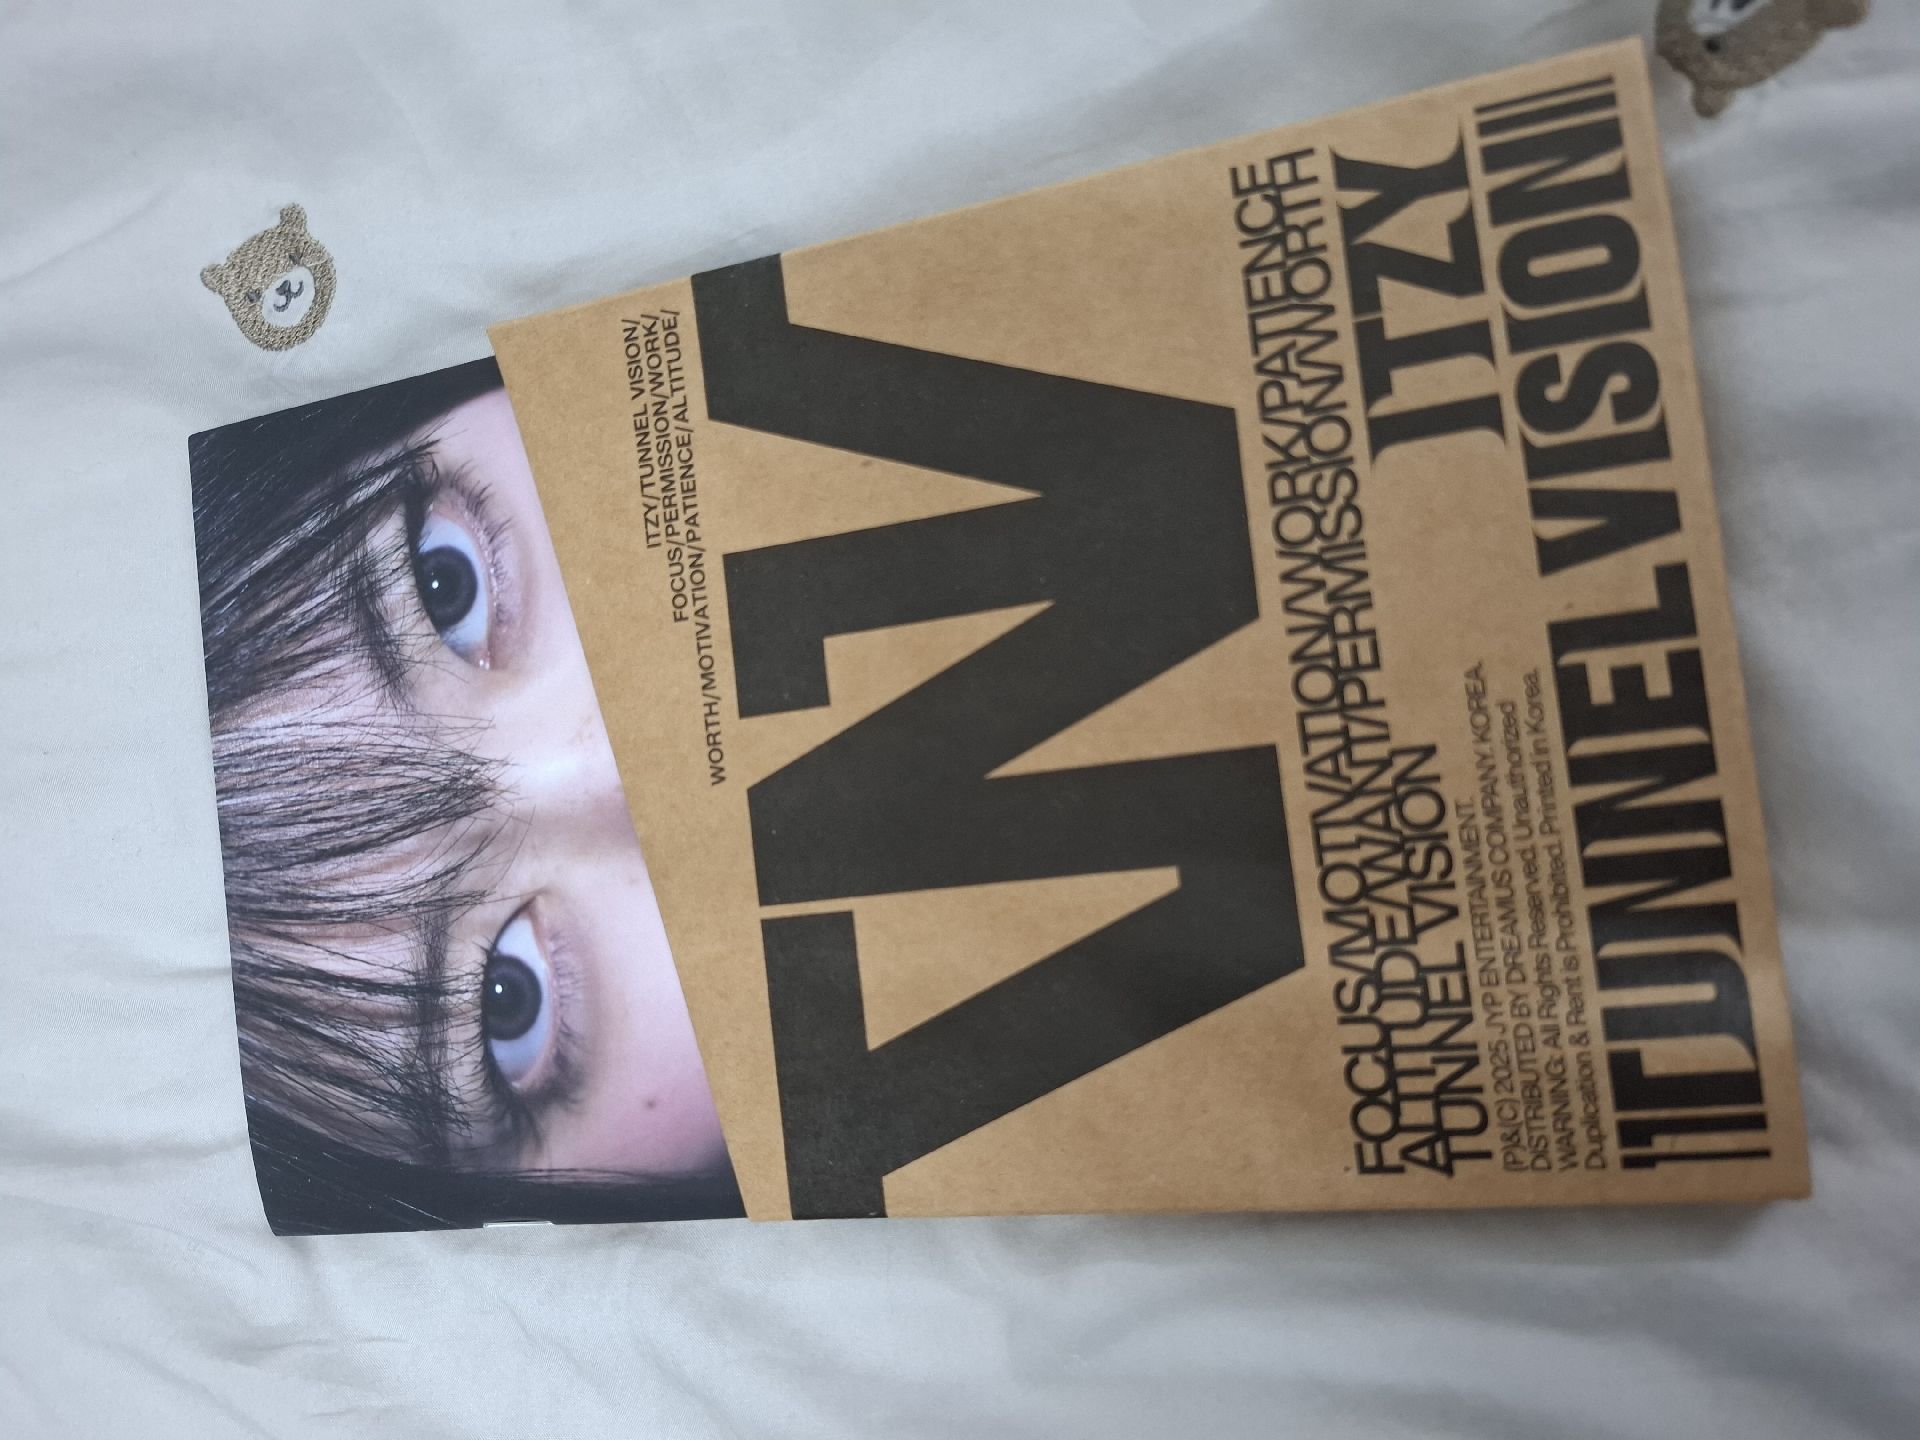 ITZY/TUNNEL VISION/
FOCUS/PERMISSION/WORK/
WORTH/MOTIVATION/PATIENCE/ALTITUDE/
FOCUS/MOTIVATION/WORK/PATIENCE
ALTITUDE/WANT/PERMISSION/WORTH
TUNNEL VISION
ITZY
(P)&(C) 2025 JYP ENTERTAINMENT.
DISTRIBUTED BY DREAMUS COMPANY. KOREA.
WARNING: All Rights Reserved. Unauthorized
Duplication & Rent is Prohibited. Printed in Korea.
TUNNEL VISION